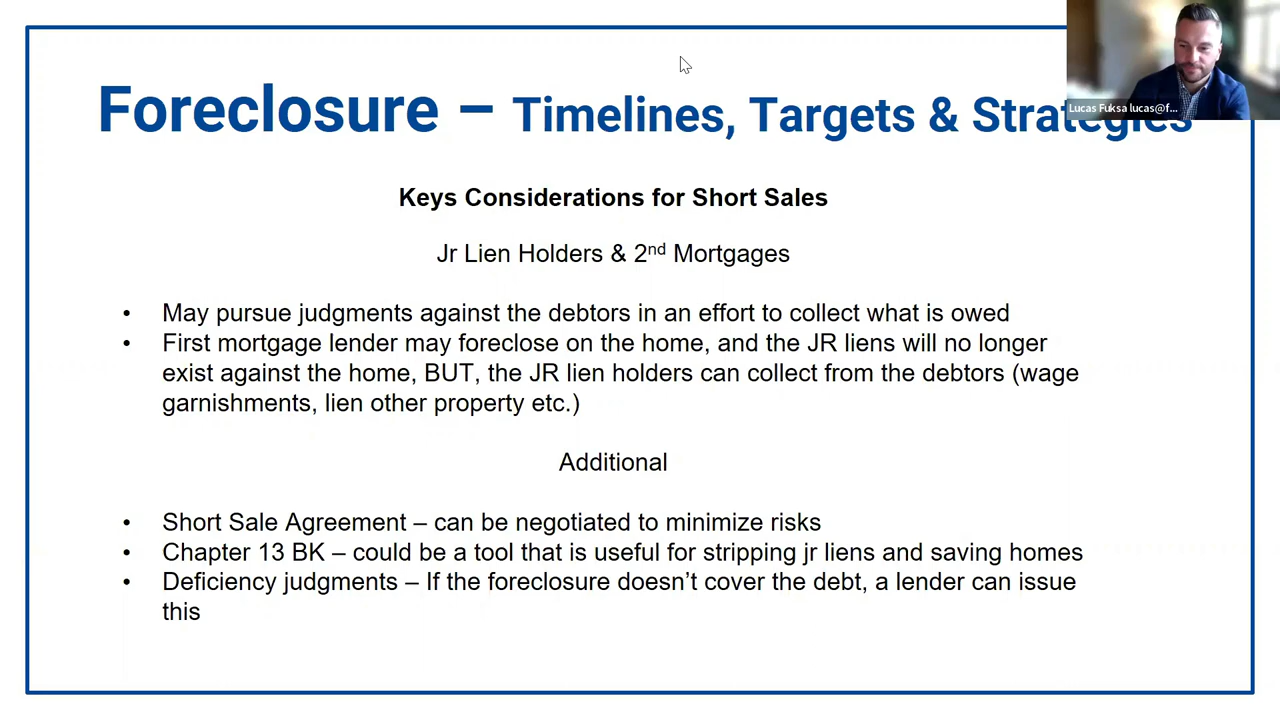 Foreclosure – Timelines, Targets & Strategies
Lucas Fuksa lucas@f...
Keys Considerations for Short Sales
Jr Lien Holders & 2nd Mortgages
• May pursue judgments against the debtors in an effort to collect what is owed
• First mortgage lender may foreclose on the home, and the JR liens will no longer
exist against the home, BUT, the JR lien holders can collect from the debtors (wage
garnishments, lien other property etc.)
Additional
• Short Sale Agreement – can be negotiated to minimize risks
• Chapter 13 BK – could be a tool that is useful for stripping jr liens and saving homes
• Deficiency judgments – If the foreclosure doesn’t cover the debt, a lender can issue
this